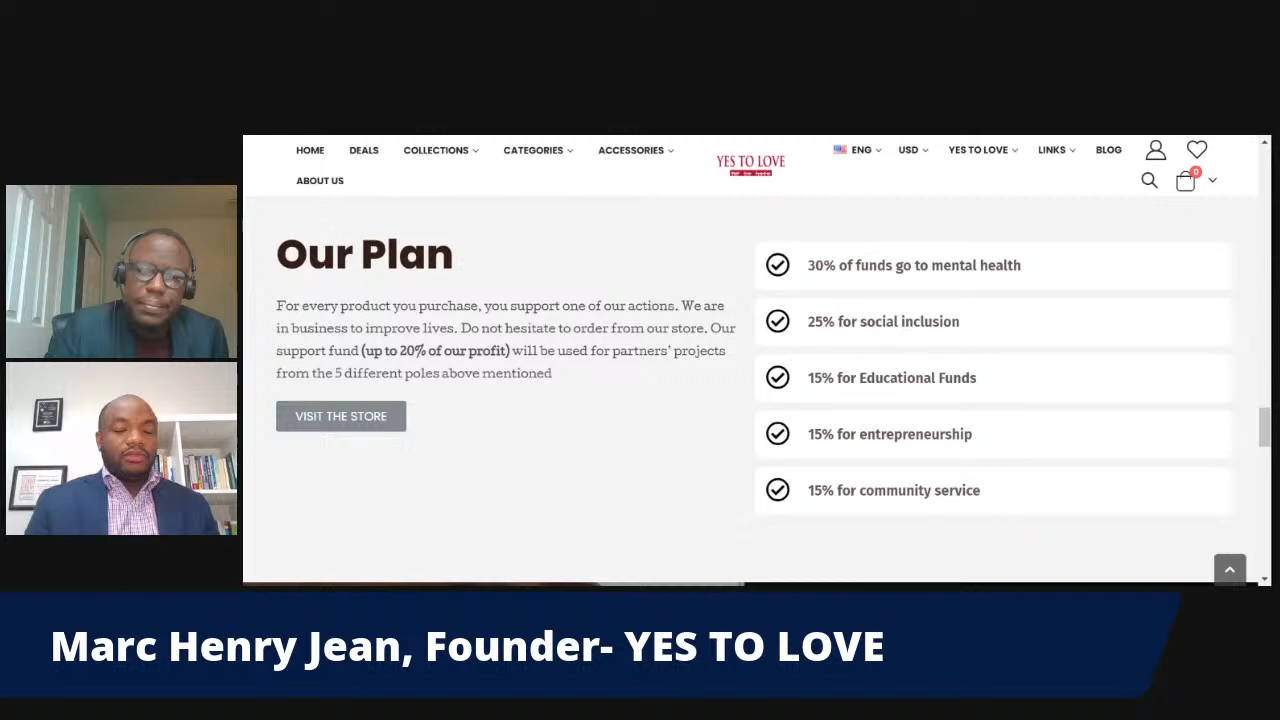 HOME DEALS COLLECTIONS CATEGORIES ACCESSORIES
ABOUT US
YES TO LOVE
ENG USD YES TO LOVE LINKS BLOG
0
Our Plan
For every product you purchase, you support one of our actions. We are
in business to improve lives. Do not hesitate to order from our store. Our
support fund (up to 20% of our profit) will be used for partners' projects
from the 5 different poles above mentioned
VISIT THE STORE
30% of funds go to mental health
25% for social inclusion
15% for Educational Funds
15% for entrepreneurship
15% for community service
Marc Henry Jean, Founder- YES TO LOVE